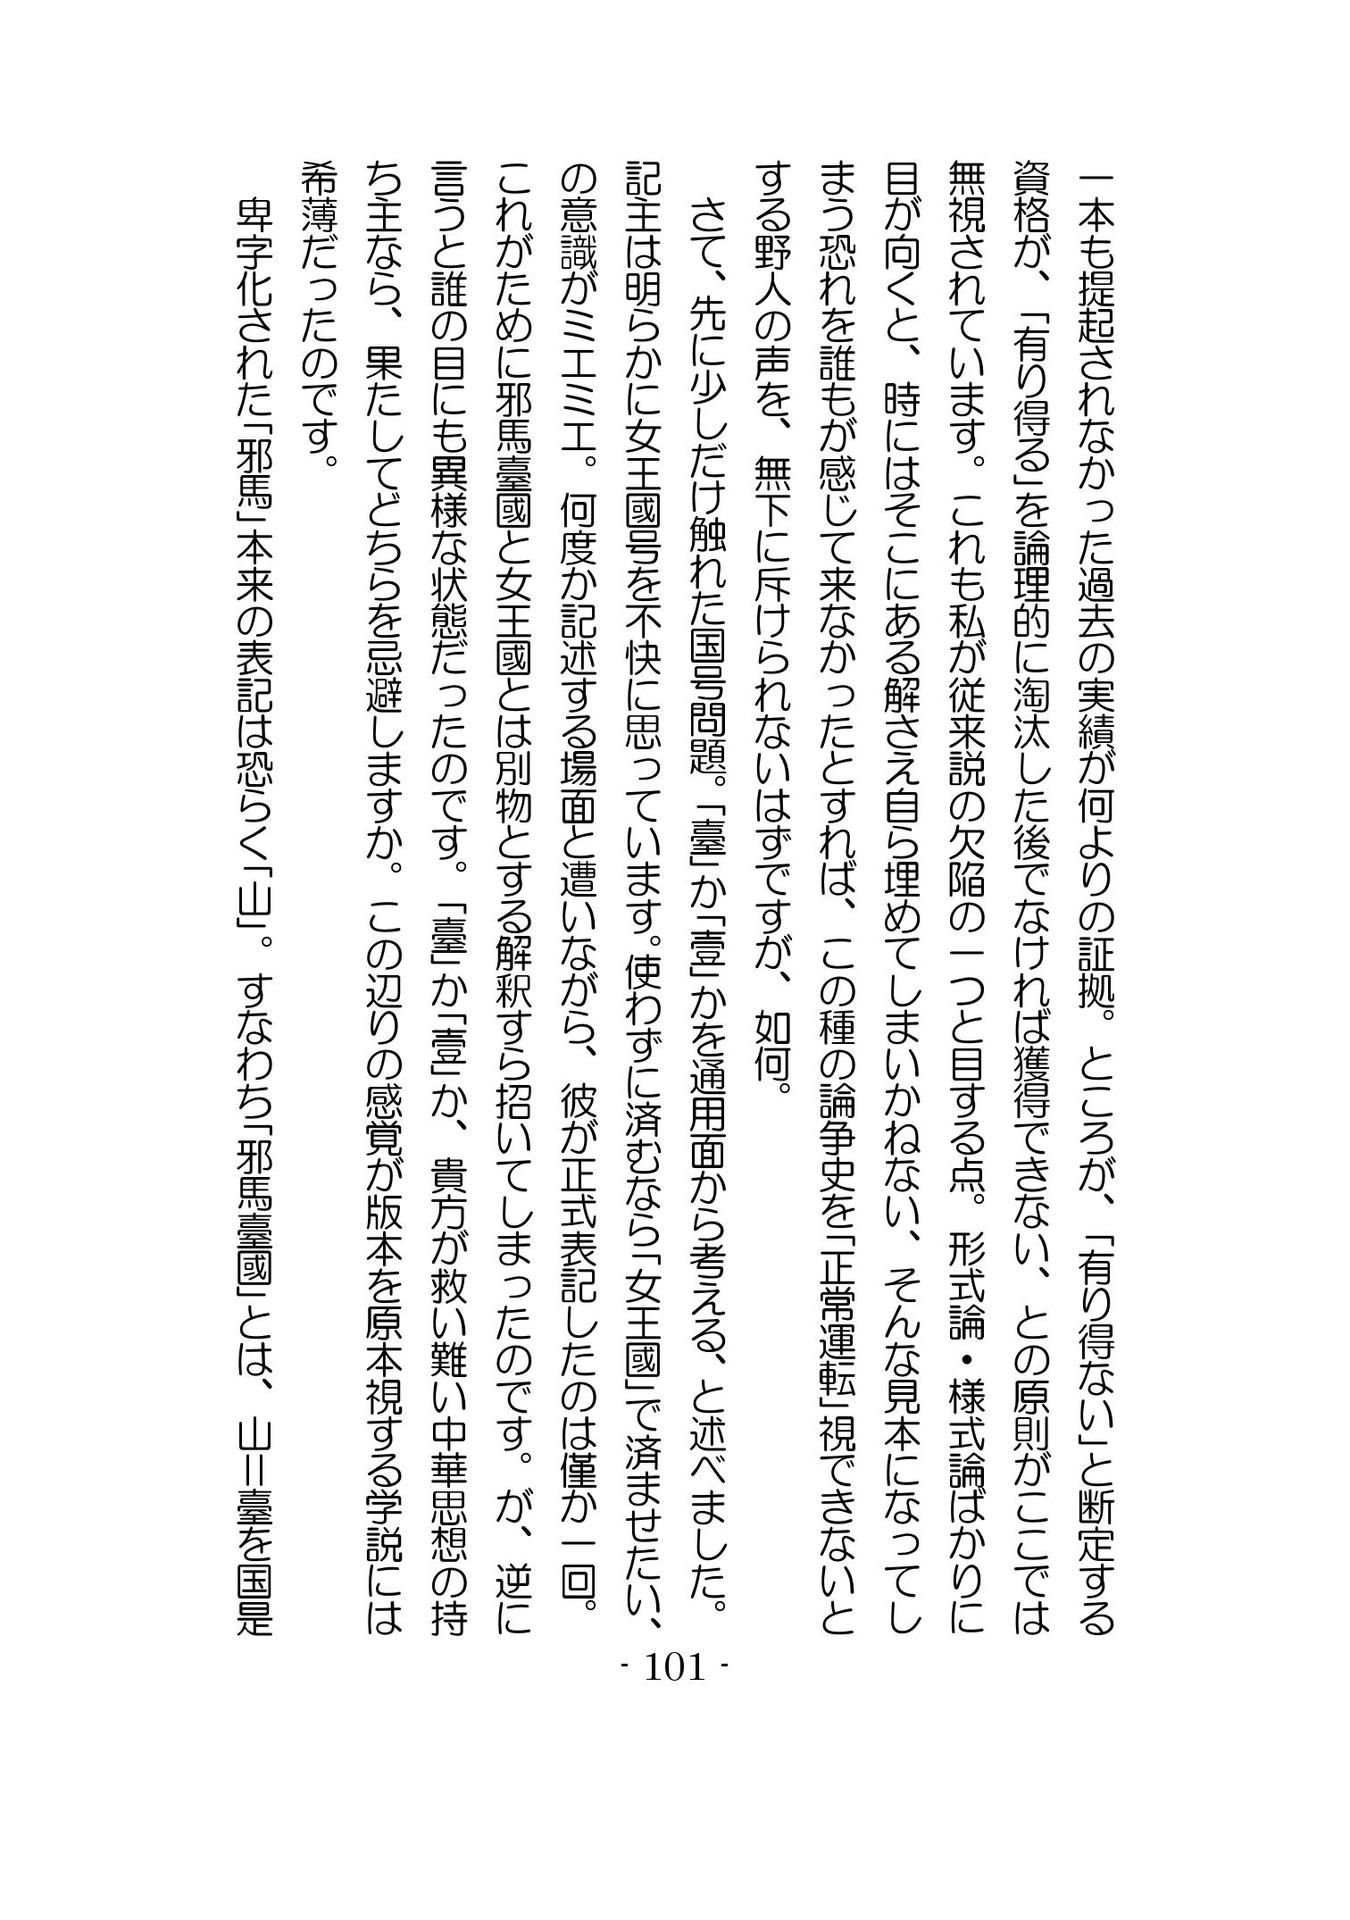 一本も提起されなかった過去の実績が何よりの証拠。ところが、「有り得ない」と断定する
資格が、「有り得る」を論理的に淘汰した後でなければ獲得できない、との原則がここでは
無視されています。これも私が従来説の欠陥の一つと目する点。形式論・様式論ばかりに
目が向くと、時にはそこにある解さえ自ら埋めてしまいかねない、そんな見本になってし
まう恐れを誰もが感じて来なかったとすれば、この種の論争史を「正常運転」視できないと
する野人の声を、無下に斥けられないはずですが、如何。
さて、先に少しだけ触れた国号問題。「臺」か「壹」かを通用面から考える、と述べました。
記主は明らかに女王國号を不快に思っています。使わずに済むなら「女王國」で済ませたい、
の意識がミエミエ。何度か記述する場面と遭いながら、彼が正式表記したのは僅か一回。
これがために邪馬臺國と女王國とは別物とする解釈すら招いてしまったのです。が、逆に
言うと誰の目にも異様な状態だったのです。「臺」か「壹」か、貴方が救い難い中華思想の持
ち主なら、果たしてどちらを忌避しますか。この辺りの感覚が版本を原本視する学説には
希薄だったのです。
卑字化された「邪馬」本来の表記は恐らく「山」。すなわち「邪馬臺國」とは、山＝臺を国是
- 101 -